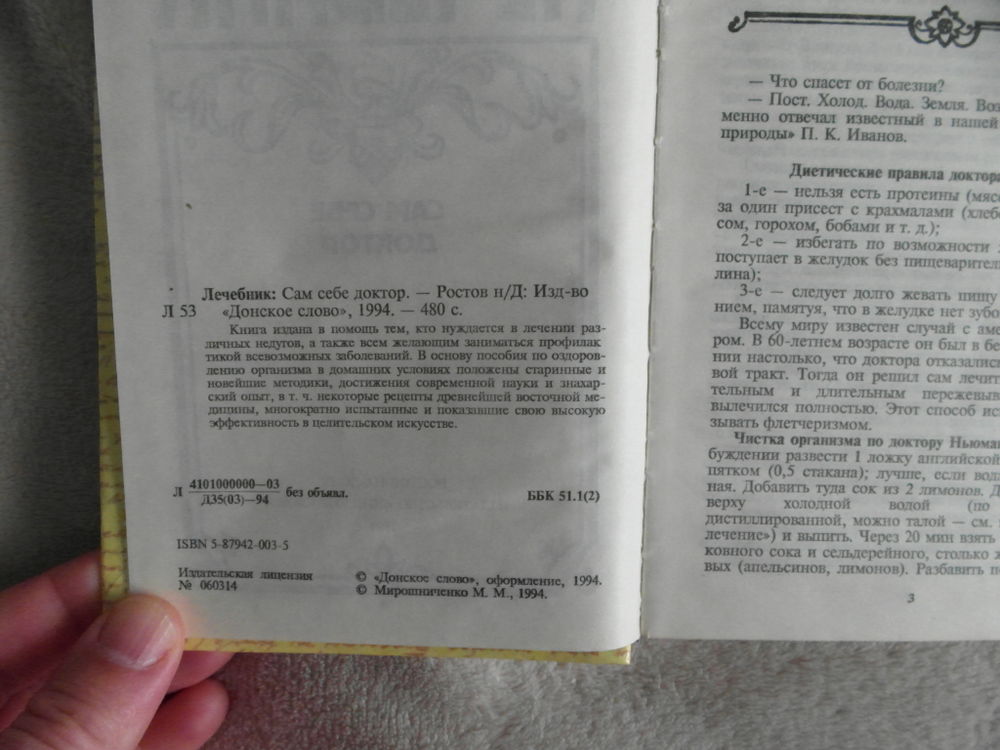 Лечебник: Сам себе доктор. — Ростов н/Д: Изд-во
Л 53 «Донское слово», 1994. — 480 с.
Книга издана в помощь тем, кто нуждается в лечении раз-
личных недугов, а также всем желающим заниматься профилак
тикой всевозможных заболеваний. В основу пособия по оздоров-
лению организма в домашних условиях положены старинные и
новейшие методики, достижения современной науки и знахар-
ский опыт, в т. ч. некоторые рецепты древнейшей восточной ме-
дицины, многократно испытанные и показавшие свою высокую
эффективность в целительском искусстве.
Л 4101000000—03
Д35(03)—94 без объявл.
ББК 51.1(2)
ISBN 5-87942-003-5
Издательская лицензия
№ 060314
© «Донское слово», оформление, 1994.
© Мирошниченко М. М., 1994.
— Что спасет от болезни?
— Пост. Холод. Вода. Земля.
менно отвечал известный в нашей
природы» П. К. Иванов.
Диетические правила доктора
1-е — нельзя есть протеины
за один присест с крахмалами
сом, горохом, бобами и т. д.);
2-е — избегать по возможности
поступает в желудок без
лина);
3-е — следует долго жевать пищу
нием, памятуя, что в желудке нет
Всему миру известен случай с
ром. В 60-летнем возрасте он был в
нии настолько, что доктора
вой тракт. Тогда он решил сам
тельным и длительным
вылечился полностью. Этот способ
зывать флетчеризмом.
Чистка организма по доктору
буждении развести 1 ложку английской
пятком (0,5 стакана); лучше, если
ная. Добавить туда сок из 2 лимонов.
верху холодной водой (по
дистиллированной, можно талой — см.
лечение») и выпить. Через 20 мин взять
ковного сока и сельдерейного, столько
вых (апельсинов, лимонов). Разбавить
3